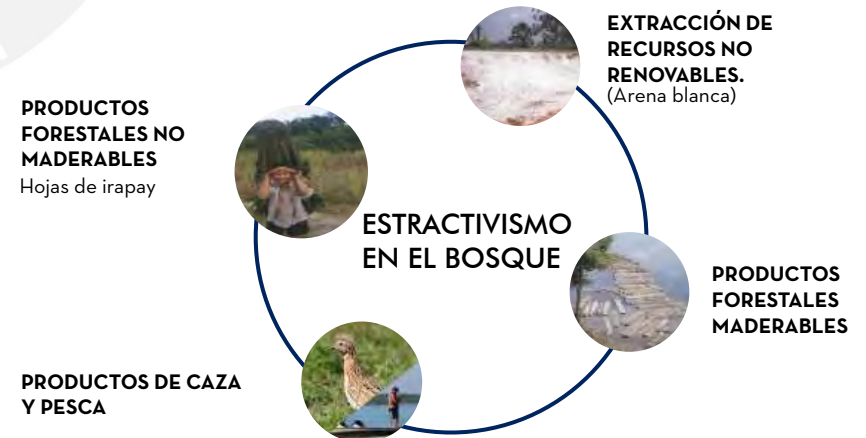 EXTRACCIÓN DE
RECURSOS NO
RENOVABLES.
(Arena blanca)
PRODUCTOS
FORESTALES NO
MADERABLES
Hojas de irapay
ESTRACTIVISMO
EN EL BOSQUE
PRODUCTOS
FORESTALES
MADERABLES
PRODUCTOS DE CAZA
Y PESCA